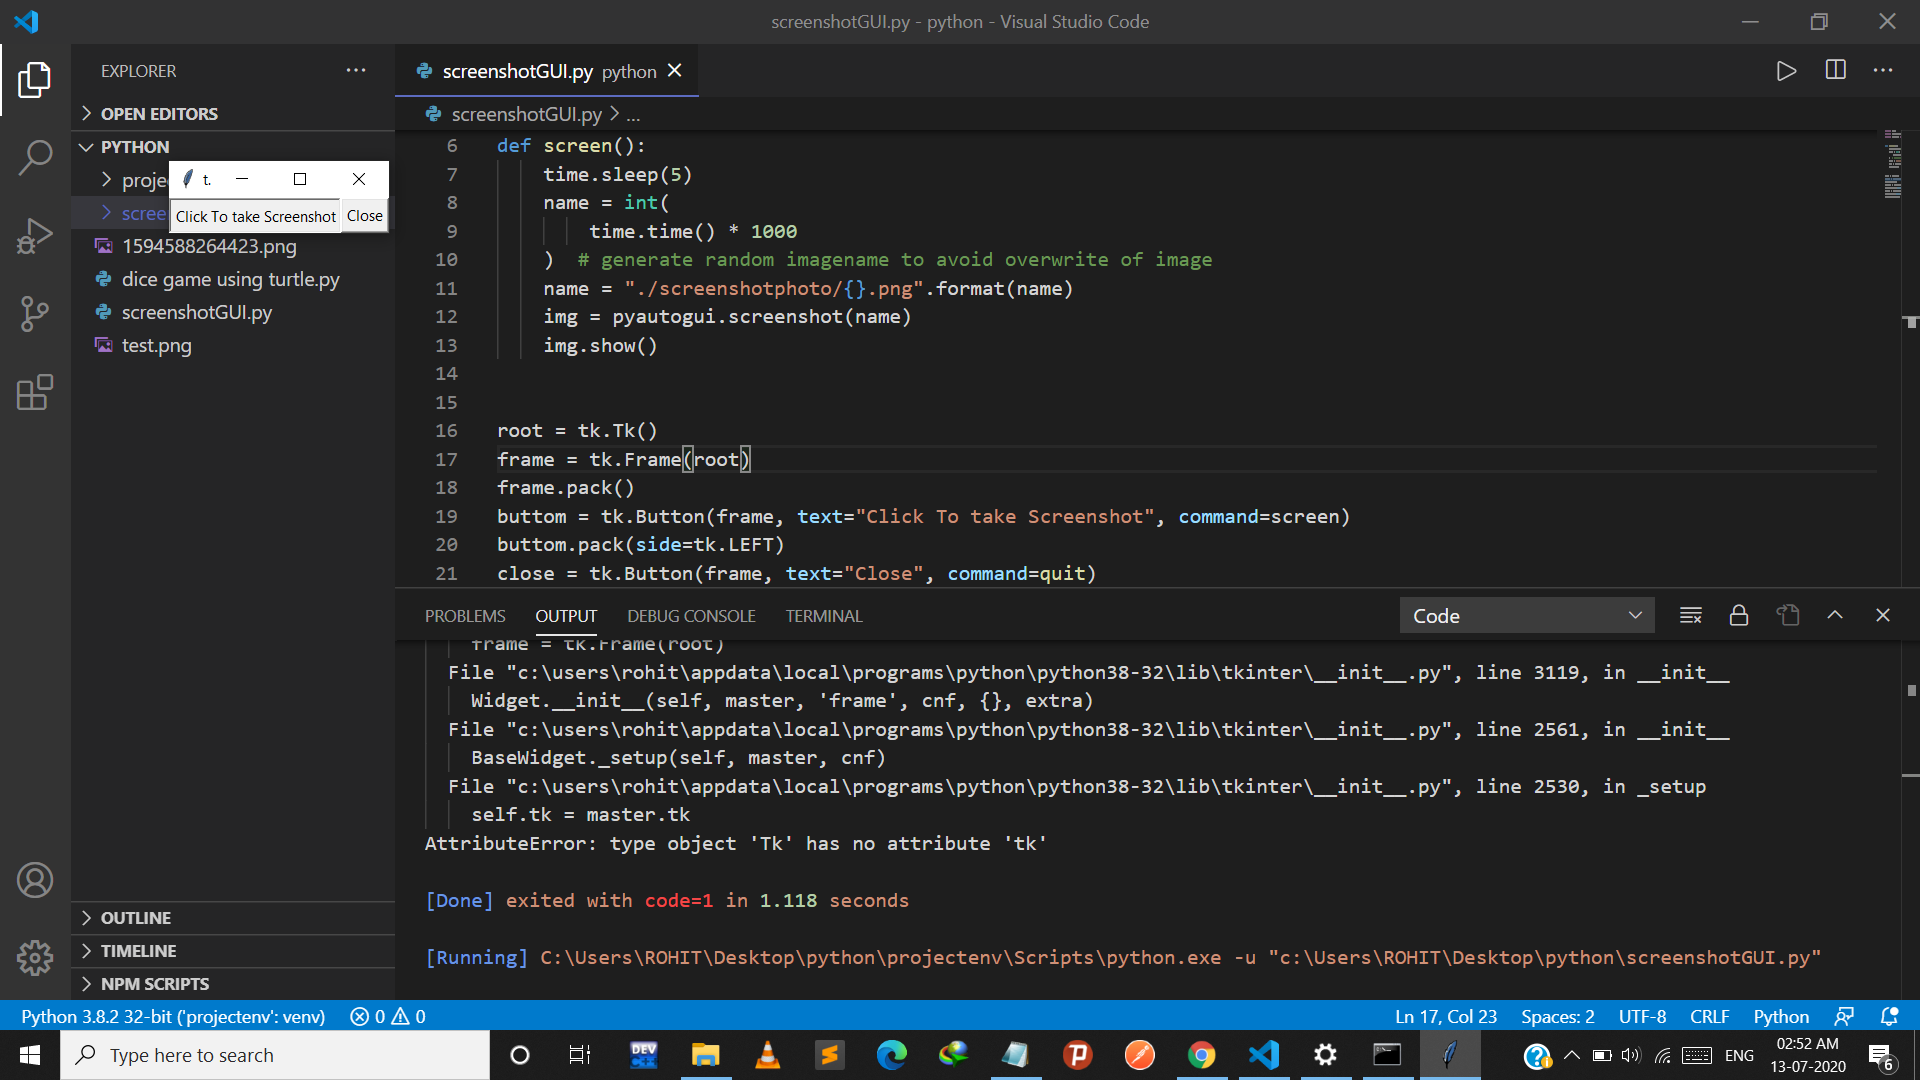 screenshotGUI.py - python - Visual Studio Code
EXPLORER
OPEN EDITORS
PYTHON
proje
scree
t.
Click To take Screenshot
Close
1594588264423.png
dice game using turtle.py
screenshotGUI.py
test.png
OUTLINE
TIMELINE
NPM SCRIPTS
screenshotGUI.py python
screenshotGUI.py > ...
6 def screen():
7 time.sleep(5)
8 name = int(
9 time.time() * 1000
10 ) # generate random imagename to avoid overwrite of image
11 name = "./screenshotphoto/{}.png".format(name)
12 img = pyautogui.screenshot(name)
13 img.show()
14
15
16 root = tk.Tk()
17 frame = tk.Frame(root)
18 frame.pack()
19 buttom = tk.Button(frame, text="Click To take Screenshot", command=screen)
20 buttom.pack(side=tk.LEFT)
21 close = tk.Button(frame, text="Close", command=quit)
PROBLEMS OUTPUT DEBUG CONSOLE TERMINAL
Code
frame = tk.Frame(root)
File "c:\users\rohit\appdata\local\programs\python\python38-32\lib\tkinter\__init__.py", line 3119, in __init__
Widget.__init__(self, master, 'frame', cnf, {}, extra)
File "c:\users\rohit\appdata\local\programs\python\python38-32\lib\tkinter\__init__.py", line 2561, in __init__
BaseWidget._setup(self, master, cnf)
File "c:\users\rohit\appdata\local\programs\python\python38-32\lib\tkinter\__init__.py", line 2530, in _setup
self.tk = master.tk
AttributeError: type object 'Tk' has no attribute 'tk'
[Done] exited with code=1 in 1.118 seconds
[Running] C:\Users\ROHIT\Desktop\python\projectenv\Scripts\python.exe -u "c:\Users\ROHIT\Desktop\python\screenshotGUI.py"
Python 3.8.2 32-bit ('projectenv': venv) 0 0
Ln 17, Col 23 Spaces: 2 UTF-8 CRLF Python
Type here to search
DEV C++
ENG
02:52 AM
13-07-2020
6